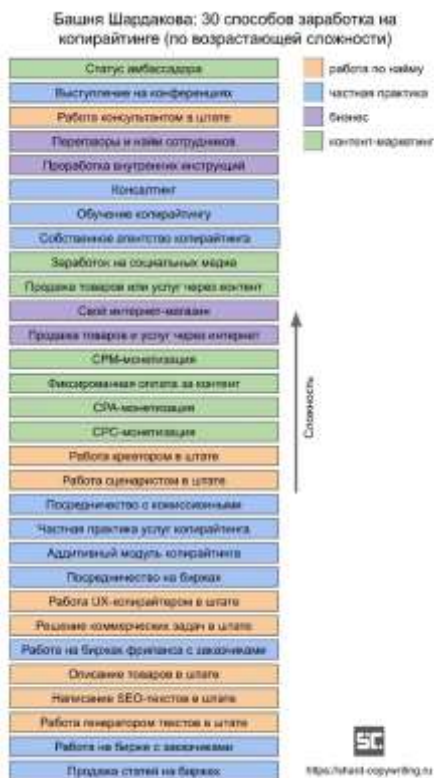 Башня Шардакова: 30 способов заработка на
копирайтинге (по возрастающей сложности)
Статус амбассадора
Выступление на конференциях
Работа консультантом в штате
Переговоры и найм сотрудников
Проработка внутренних инструкций
Консалтинг
Обучение копирайтингу
Собственное агентство копирайтинга
Заработок на социальных медиа
Продажа товаров или услуг через контент
Свой интернет-магазин
Продажа товаров и услуг через интернет
CPM-монетизация
Фиксированная оплата за контент
CPA-монетизация
CPC-монетизация
Работа креатором в штате
Работа сценаристом в штате
Посредничество с комиссионными
Частная практика услуг копирайтинга
Аддитивный модуль копирайтинга
Посредничество на биржах
Работа UX-копирайтером в штате
Решение коммерческих задач в штате
Работа на биржах фриланса с заказчиками
Описание товаров в штате
Написание SEO-текстов в штате
Работа генератором текстов в штате
Работа на бирже с заказчиками
Продажа статей на биржах
работа по найму
частная практика
бизнес
контент-маркетинг
Сложность
SC
https://shard-copywriting.ru